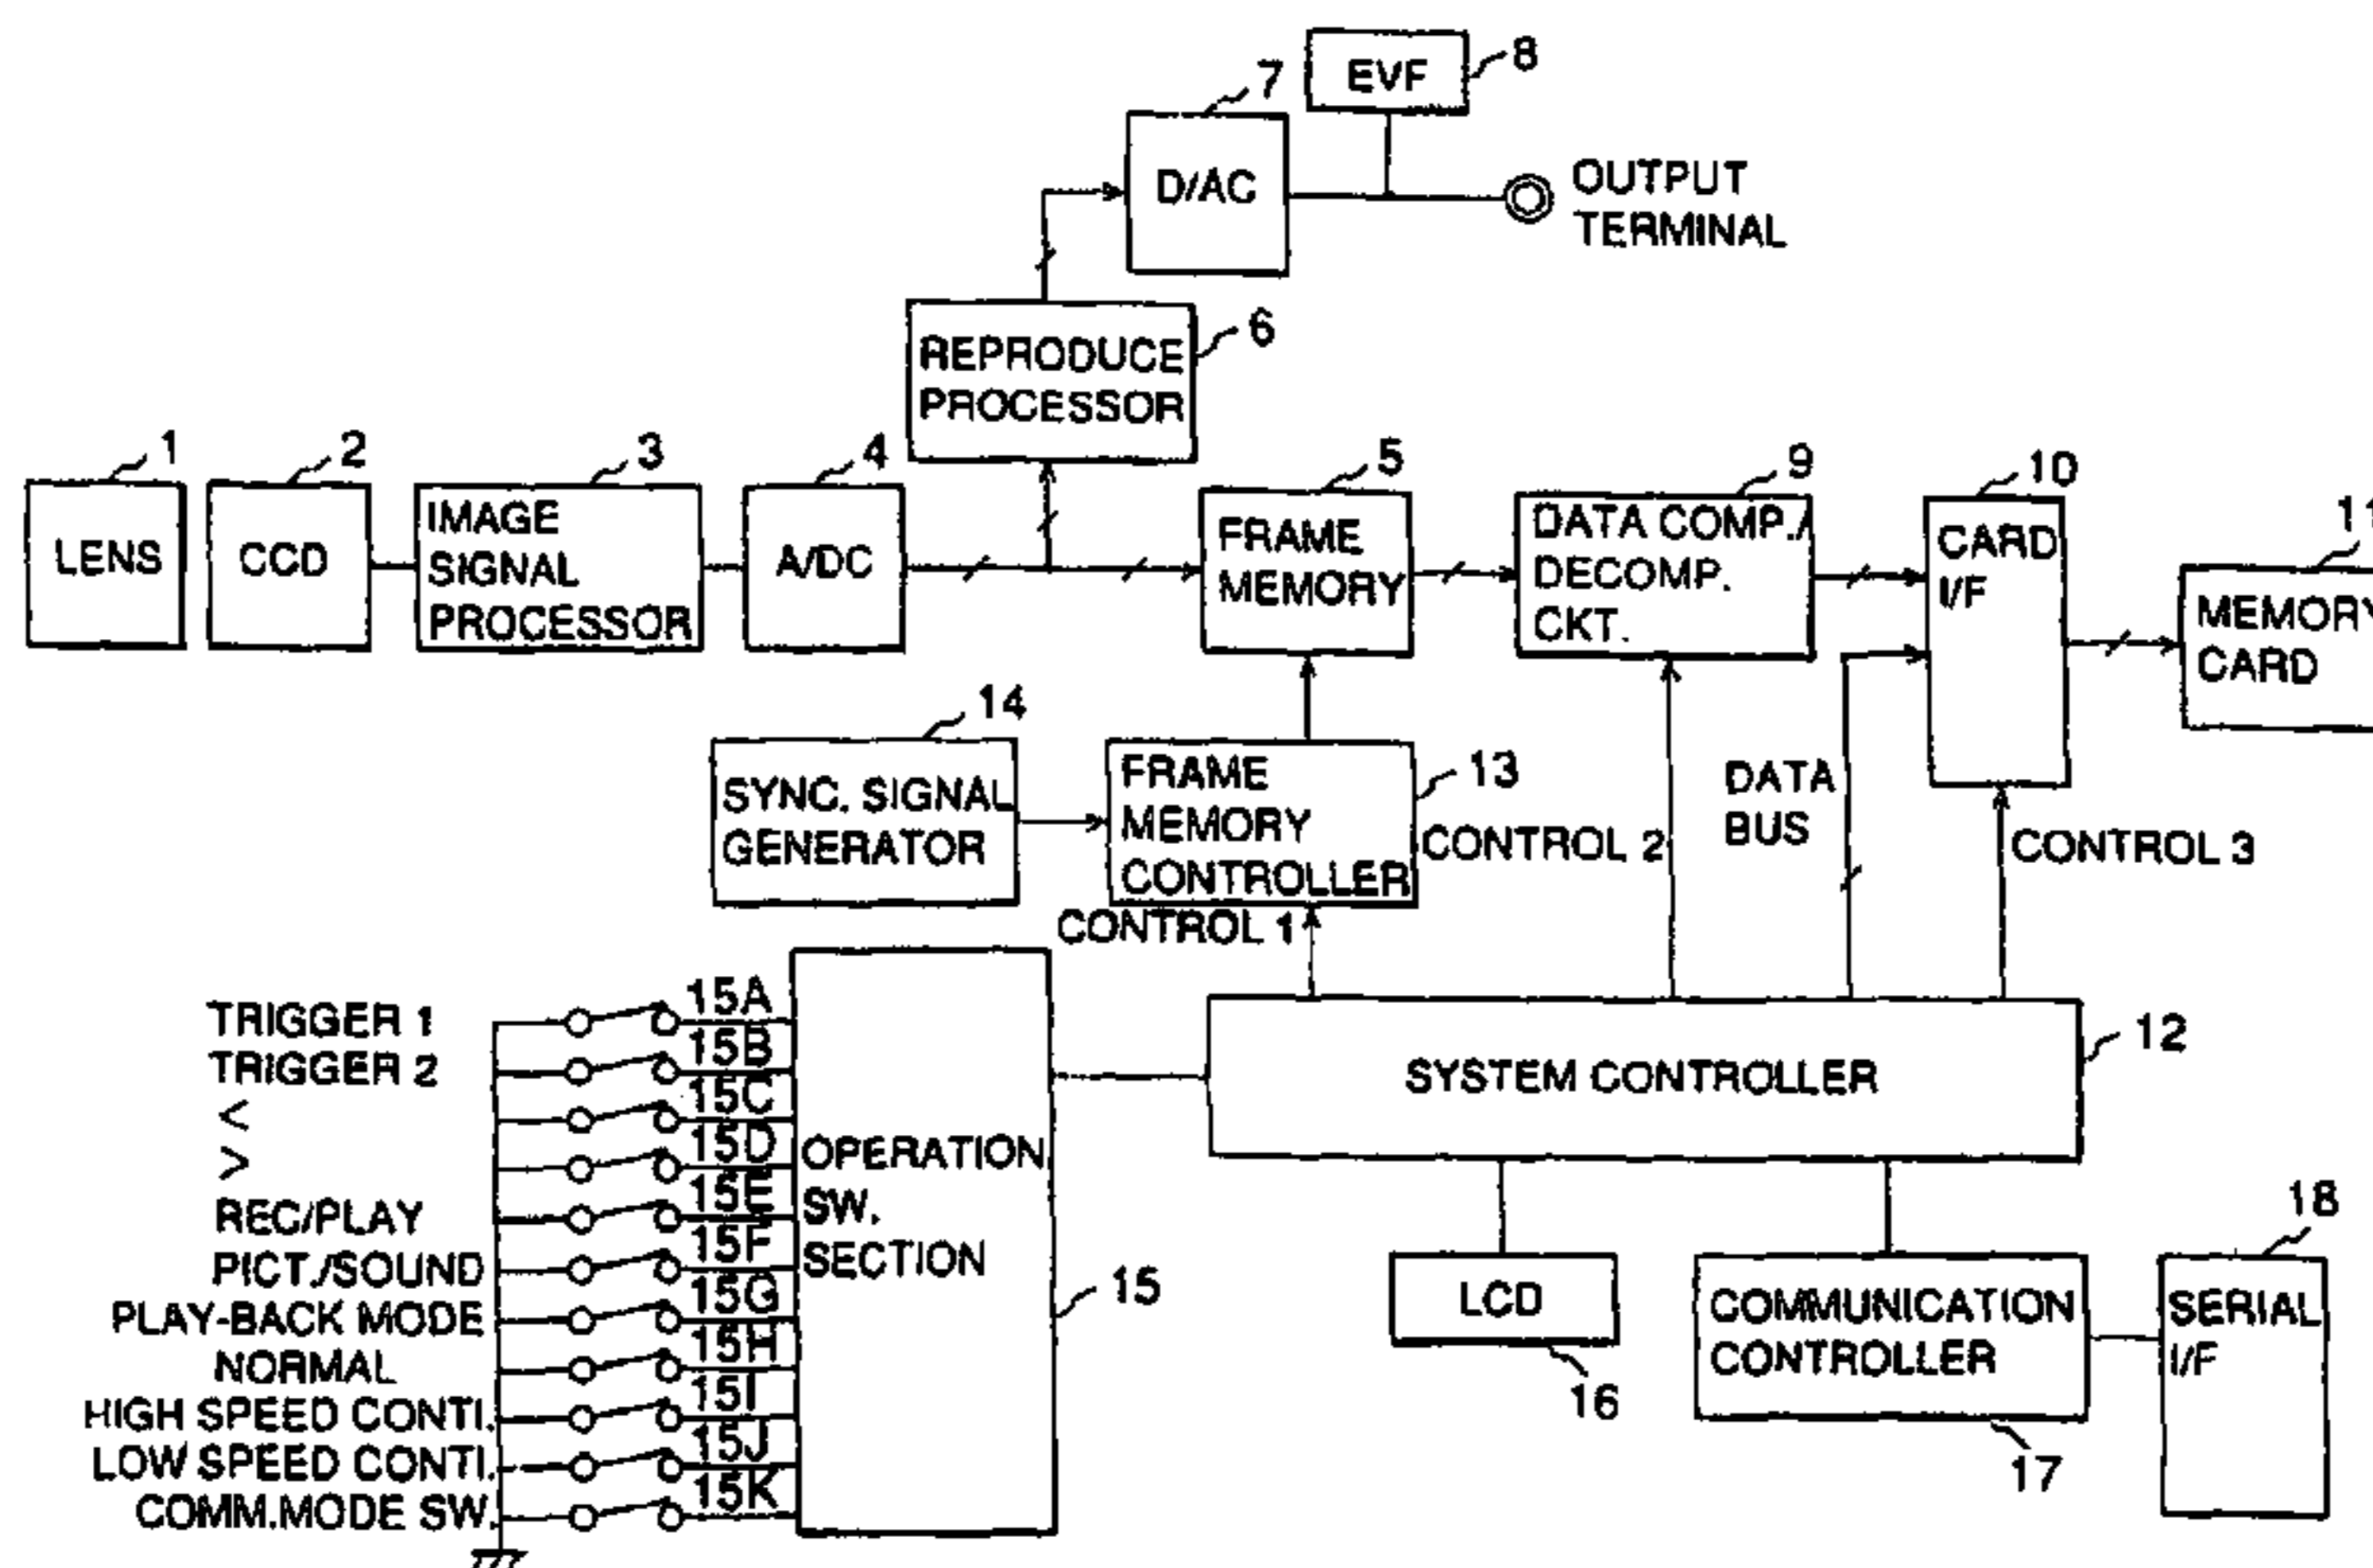 8
EVF
7
D/AC
OUTPUT
TERMINAL
6
REPRODUCE
PROCESSOR
1
LENS
2
CCD
3
IMAGE
SIGNAL
PROCESSOR
4
A/DC
5
FRAME
MEMORY
9
DATA COMP./
DECOMP.
CKT.
10
CARD
I/F
11
MEMORY
CARD
14
SYNC. SIGNAL
GENERATOR
13
FRAME
MEMORY
CONTROLLER
CONTROL 1
CONTROL 2
DATA
BUS
CONTROL 3
12
SYSTEM CONTROLLER
TRIGGER 1
15A
TRIGGER 2
15B
<
15C
>
15D
REC/PLAY
15E
PICT./SOUND
15F
PLAY-BACK MODE
15G
NORMAL
15H
HIGH SPEED CONTI.
15I
LOW SPEED CONTI.
15J
COMM.MODE SW.
15K
OPERATION
SW.
SECTION
15
LCD
16
COMMUNICATION
CONTROLLER
17
18
SERIAL
I/F